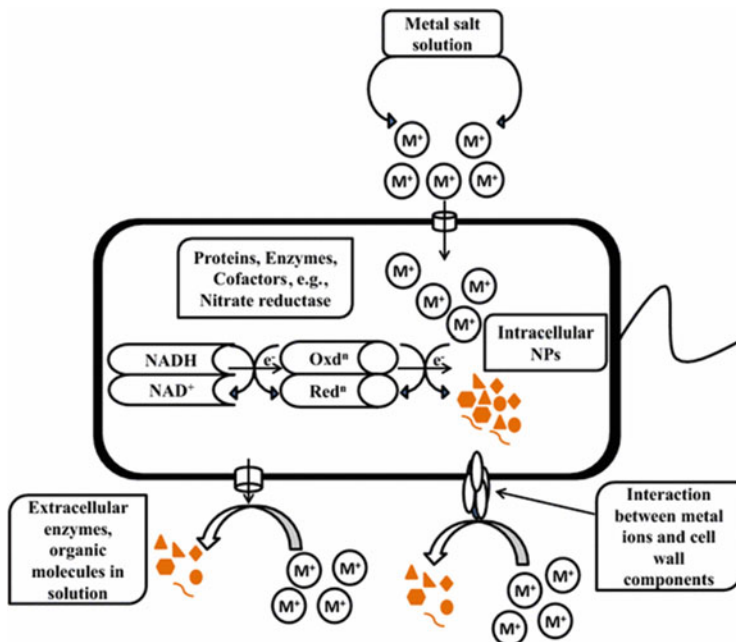 Metal salt
solution
M⁺ M⁺
M⁺ M⁺ M⁺
Proteins, Enzymes,
Cofactors, e.g.,
Nitrate reductase
M⁺
M⁺
M⁺
M⁺
Intracellular
NPs
NADH
NAD⁺
e⁻
Oxdⁿ
Redⁿ
e⁻
Extracellular
enzymes,
organic
molecules in
solution
M⁺ M⁺
M⁺ M⁺
M⁺ M⁺
M⁺ M⁺
Interaction
between metal
ions and cell
wall
components